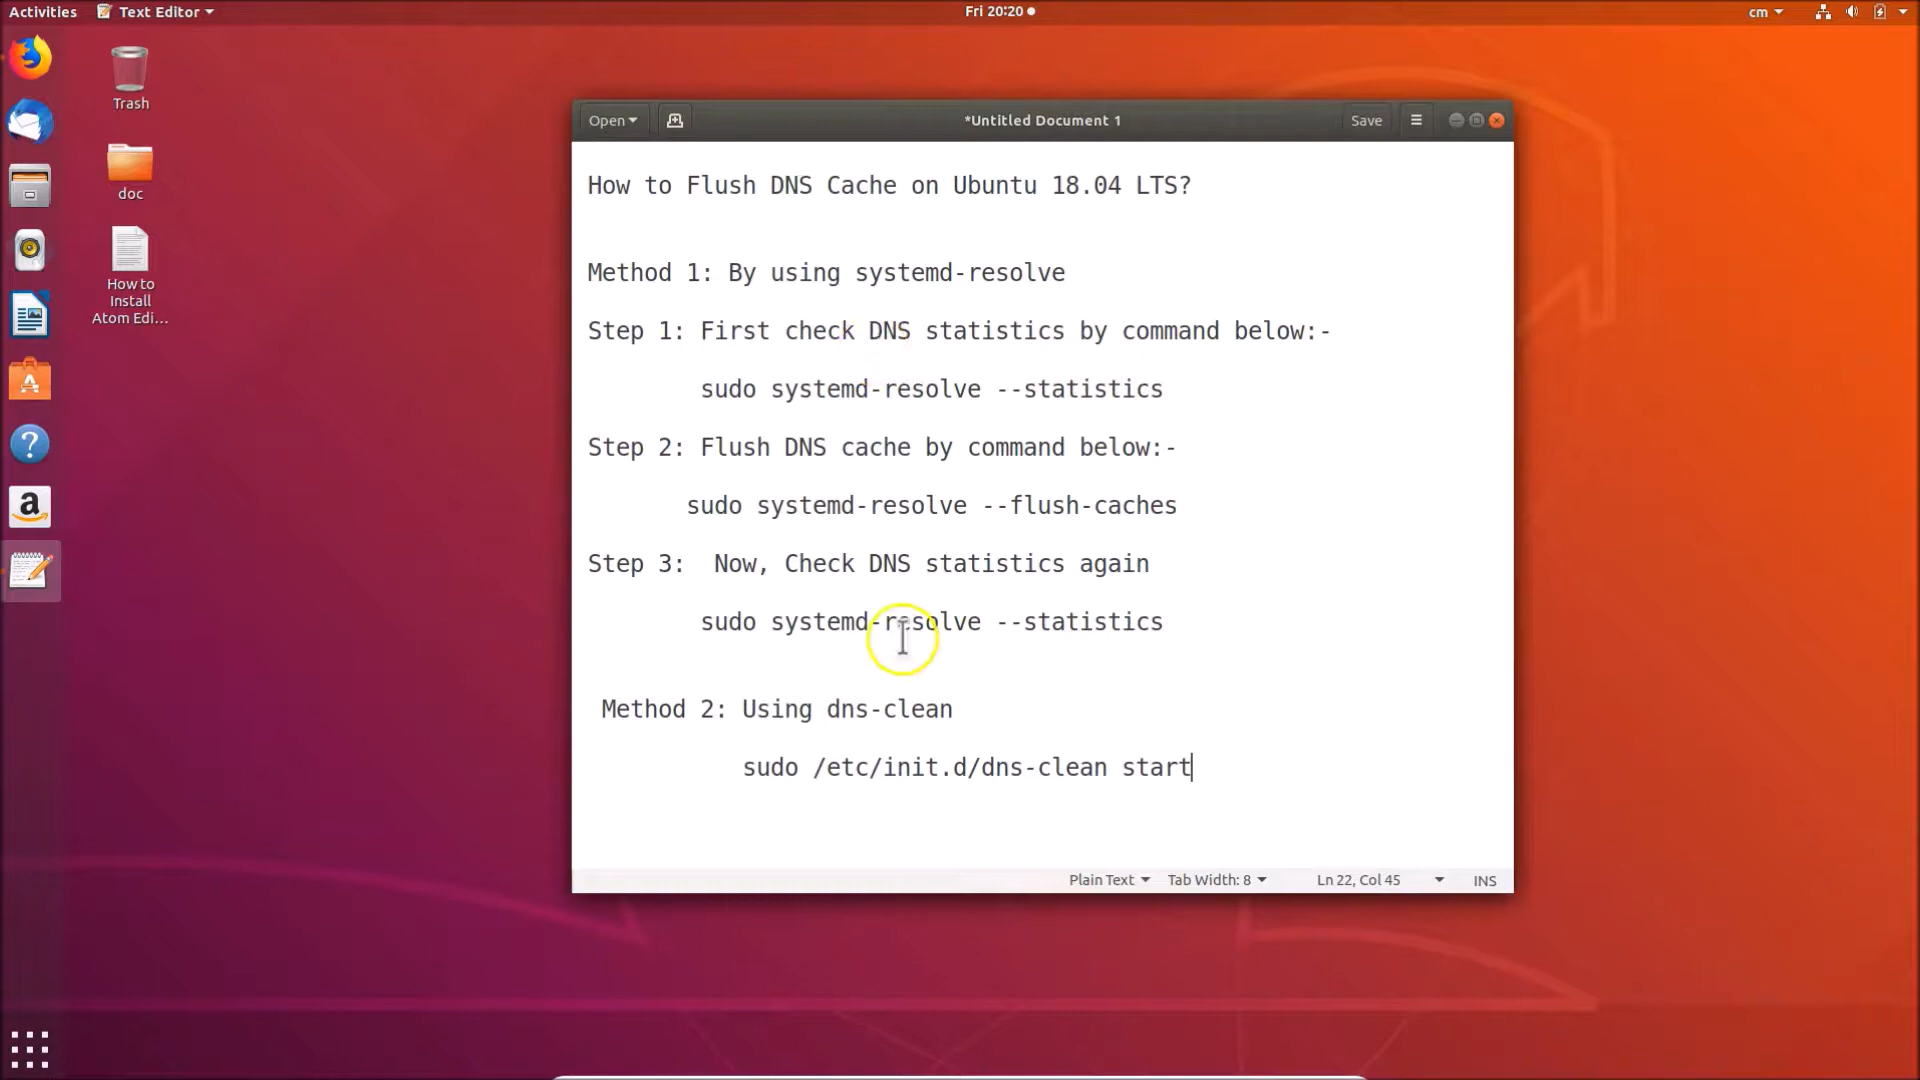 Activities
Text Editor
Fri 20:20
cm
Trash
doc
How to
Install
Atom Edi...
Open
*Untitled Document 1
Save
How to Flush DNS Cache on Ubuntu 18.04 LTS?
Method 1: By using systemd-resolve
Step 1: First check DNS statistics by command below:-
sudo systemd-resolve --statistics
Step 2: Flush DNS cache by command below:-
sudo systemd-resolve --flush-caches
Step 3:  Now, Check DNS statistics again
sudo systemd-resolve --statistics
Method 2: Using dns-clean
sudo /etc/init.d/dns-clean start
Plain Text
Tab Width: 8
Ln 22, Col 45
INS